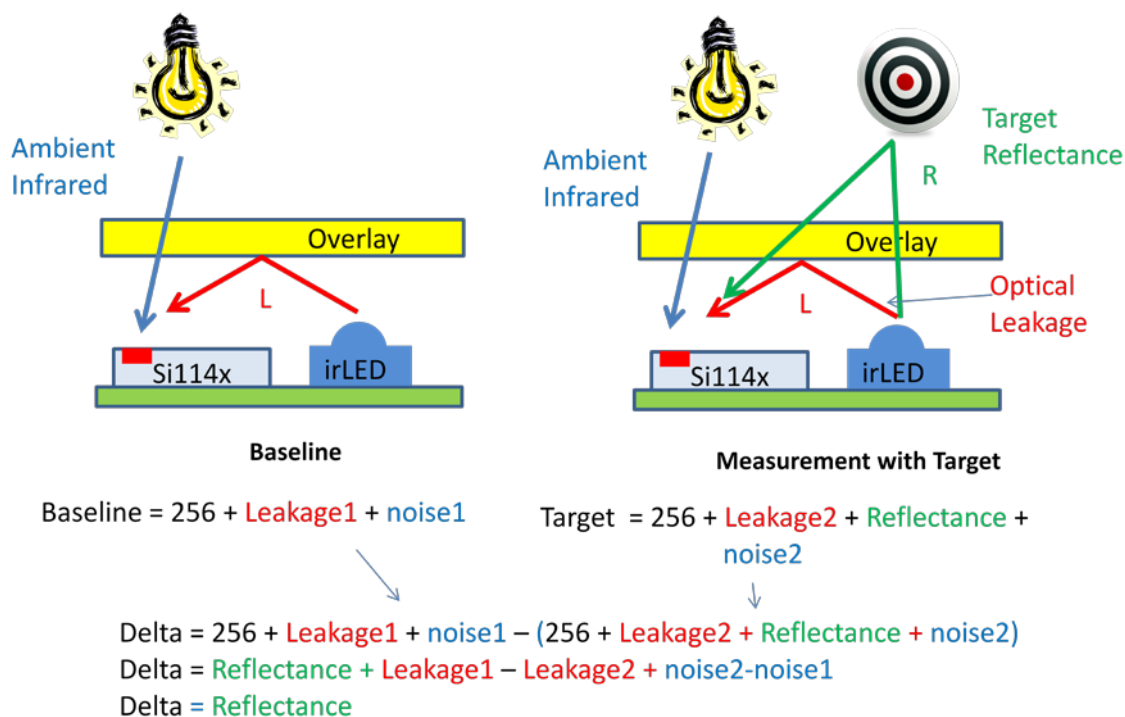 Ambient
Infrared
Overlay
L
Si114x
irLED
Baseline
Baseline = 256 + Leakage1 + noise1
Ambient
Infrared
Target
Reflectance
R
Overlay
L
Optical
Leakage
Si114x
irLED
Measurement with Target
Target = 256 + Leakage2 + Reflectance +
noise2
Delta = 256 + Leakage1 + noise1 – (256 + Leakage2 + Reflectance + noise2)
Delta = Reflectance + Leakage1 – Leakage2 + noise2-noise1
Delta = Reflectance